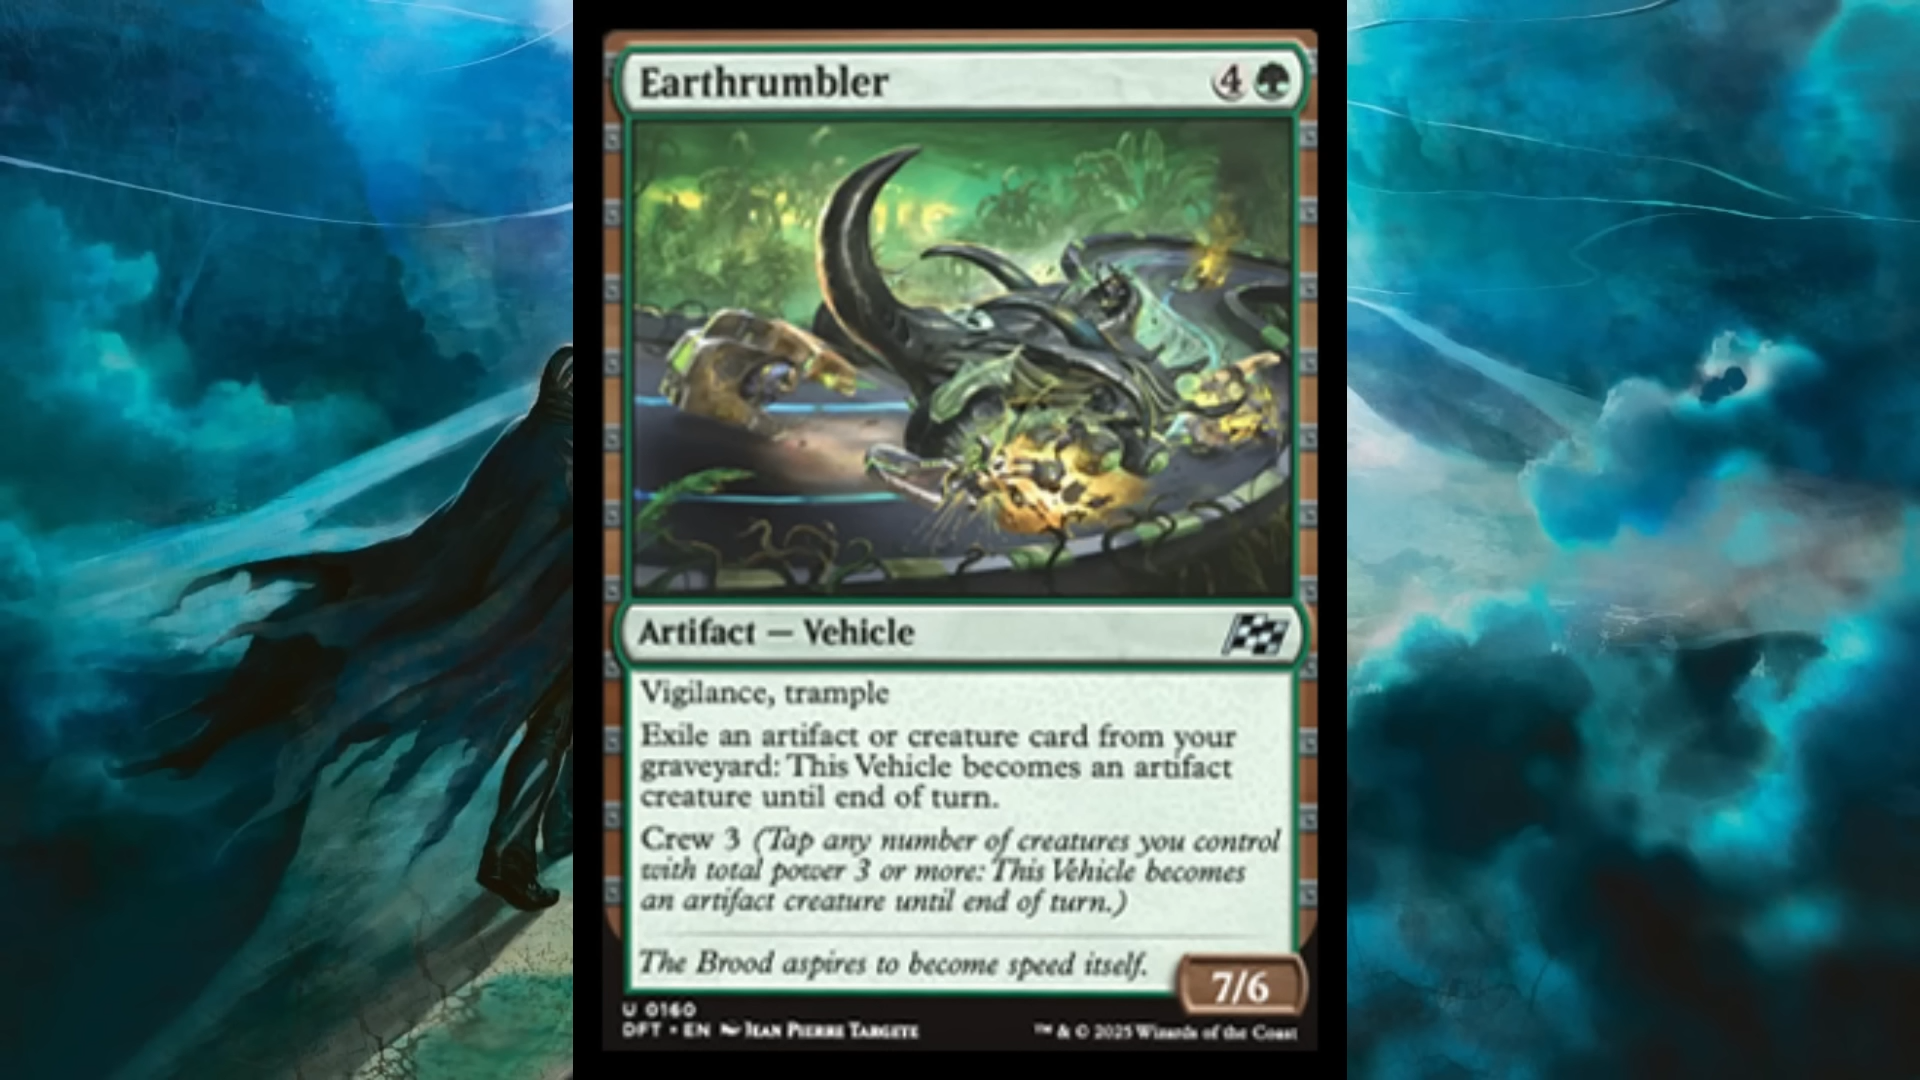 Earthrumbler
4
Artifact — Vehicle
Vigilance, trample
Exile an artifact or creature card from your
graveyard: This Vehicle becomes an artifact
creature until end of turn.
Crew 3 (Tap any number of creatures you control
with total power 3 or more: This Vehicle becomes
an artifact creature until end of turn.)
The Brood aspires to become speed itself.
7/6
U 0160
DFT • EN Jean Pierre Targete
™ & © 2025 Wizards of the Coast